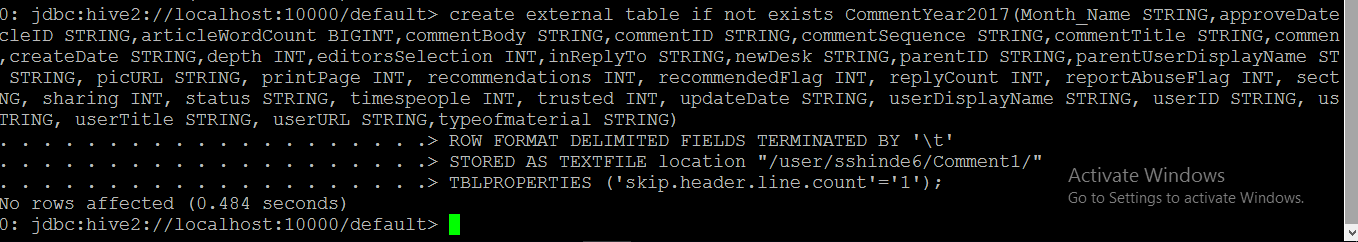 0: jdbc:hive2://localhost:10000/default> create external table if not exists CommentYear2017(Month_Name STRING,approveDate
cleID STRING,articleWordCount BIGINT,commentBody STRING,commentID STRING,commentSequence STRING,commentTitle STRING,commen
,createDate STRING,depth INT,editorsSelection INT,inReplyTo STRING,newDesk STRING,parentID STRING,parentUserDisplayName ST
 STRING, picURL STRING, printPage INT, recommendations INT, recommendedFlag INT, replyCount INT, reportAbuseFlag INT, sect
NG, sharing INT, status STRING, timespeople INT, trusted INT, updateDate STRING, userDisplayName STRING, userID STRING, us
TRING, userTitle STRING, userURL STRING,typeofmaterial STRING)
. . . . . . . . . . . . . . . . . . . . .> ROW FORMAT DELIMITED FIELDS TERMINATED BY '\t'
. . . . . . . . . . . . . . . . . . . . .> STORED AS TEXTFILE location "/user/sshinde6/Comment1/"
. . . . . . . . . . . . . . . . . . . . .> TBLPROPERTIES ('skip.header.line.count'='1');
No rows affected (0.484 seconds)
0: jdbc:hive2://localhost:10000/default>
Activate Windows
Go to Settings to activate Windows.